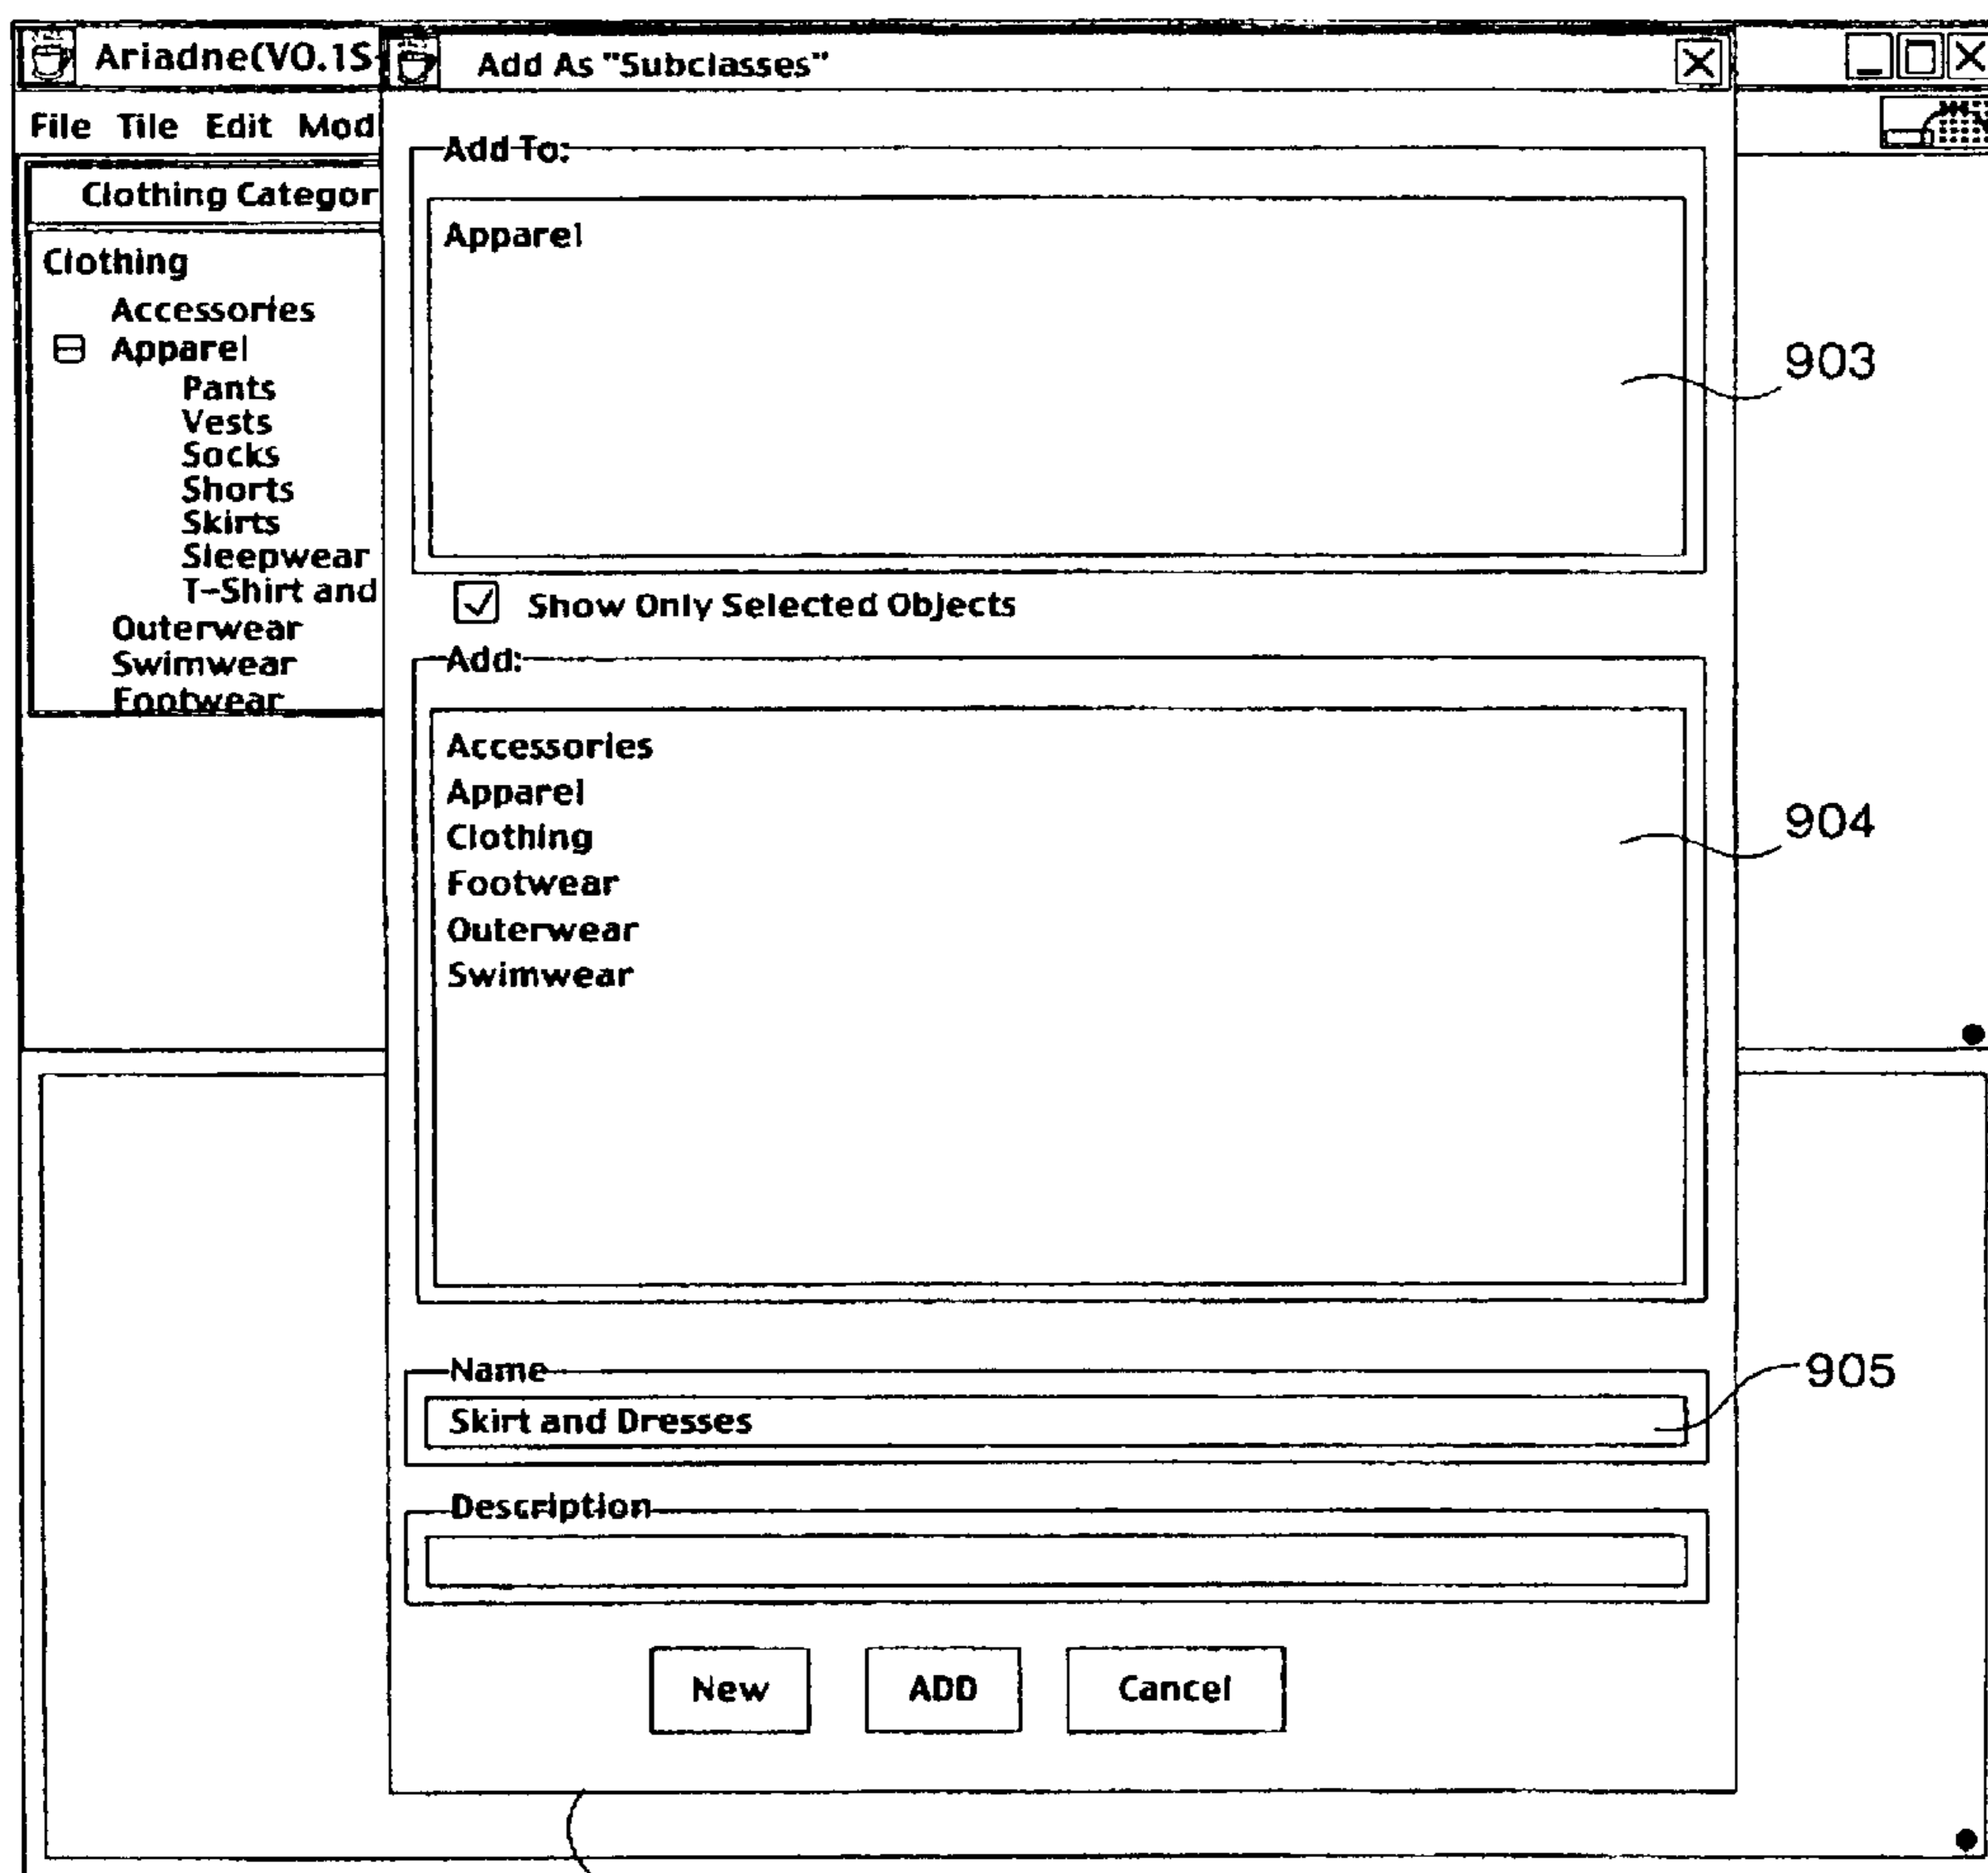 Ariadne(V0.1S
File Tile Edit Mod
Clothing Categor
Clothing
Accessories
Apparel
Pants
Vests
Socks
Shorts
Skirts
Sleepwear
T-Shirt and
Outerwear
Swimwear
Footwear
Add As "Subclasses"
Add To:
Apparel
903
Show Only Selected Objects
Add:
Accessories
Apparel
Clothing
Footwear
Outerwear
Swimwear
904
Name
Skirt and Dresses
905
Description
New ADD Cancel